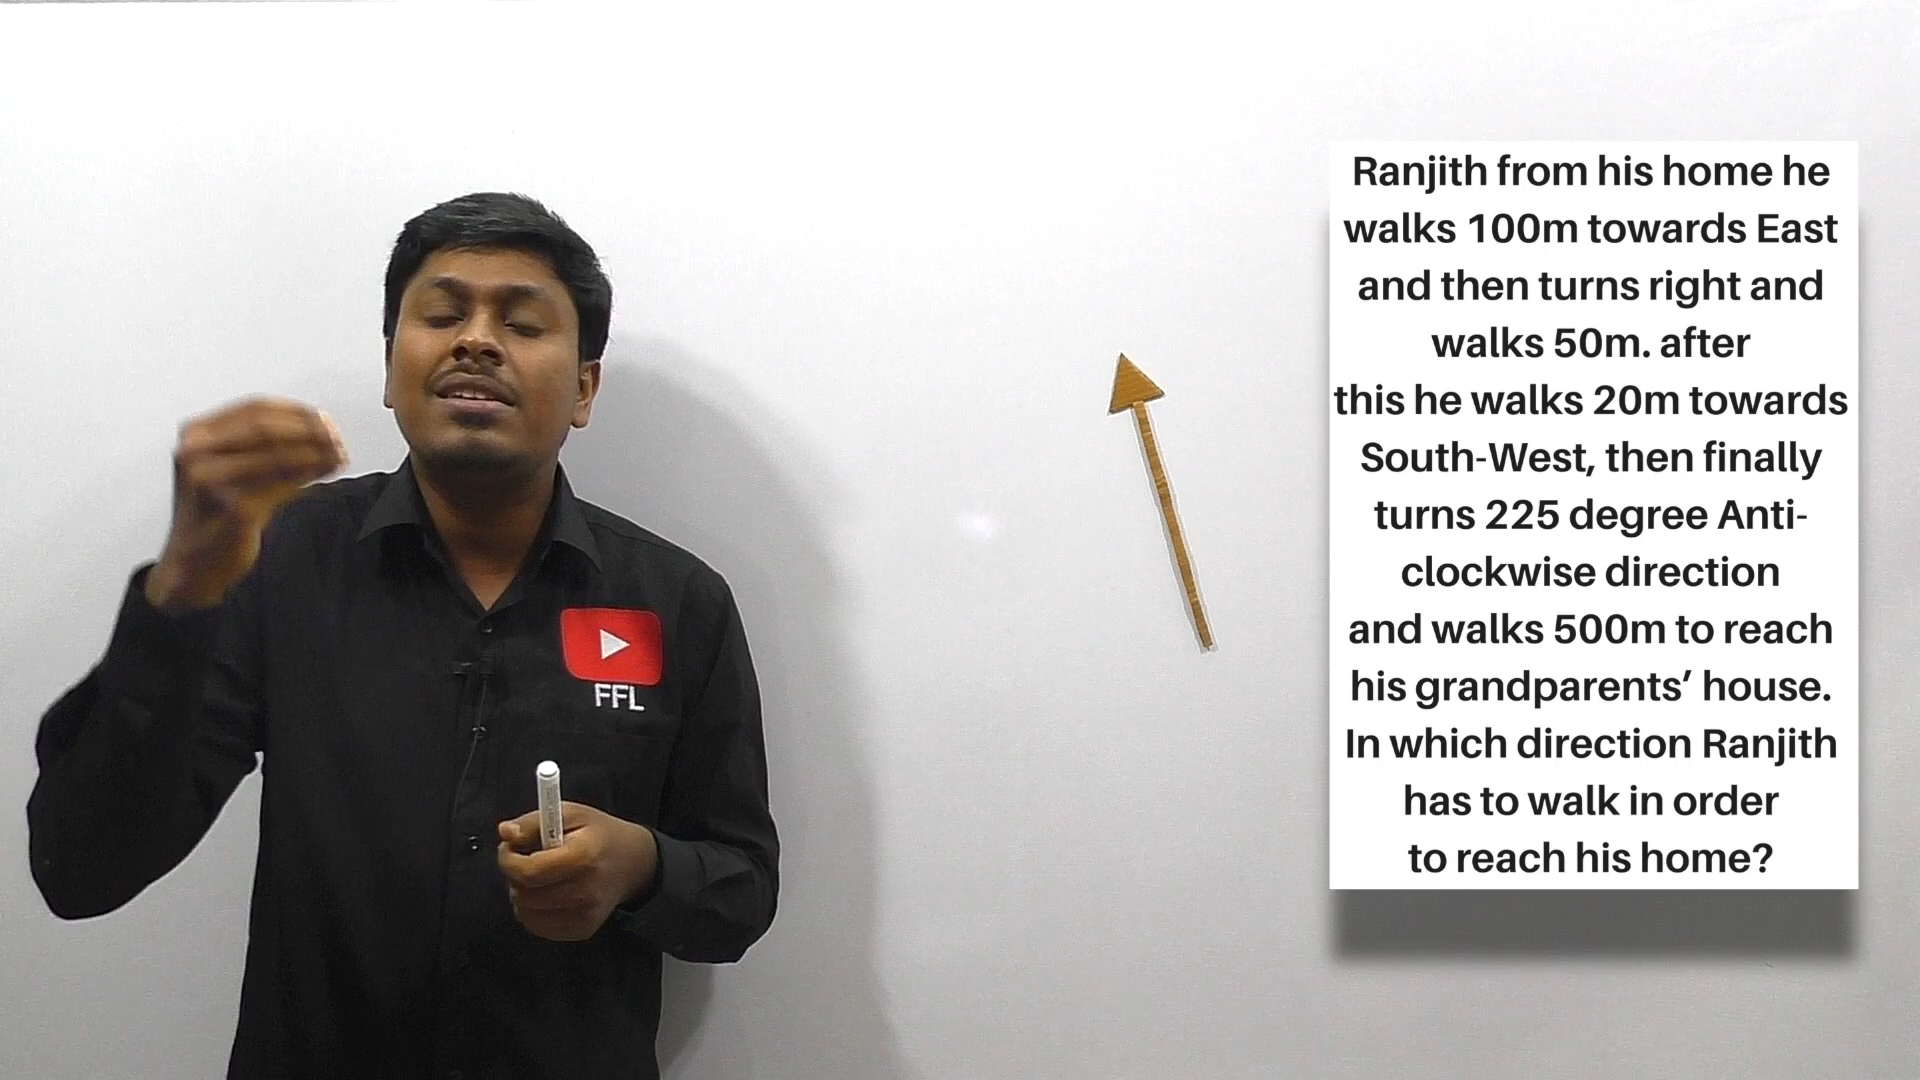 Ranjith from his home he
walks 100m towards East
and then turns right and
walks 50m. after
this he walks 20m towards
South-West, then finally
turns 225 degree Anti-
clockwise direction
and walks 500m to reach
his grandparents’ house.
In which direction Ranjith
has to walk in order
to reach his home?
FFL